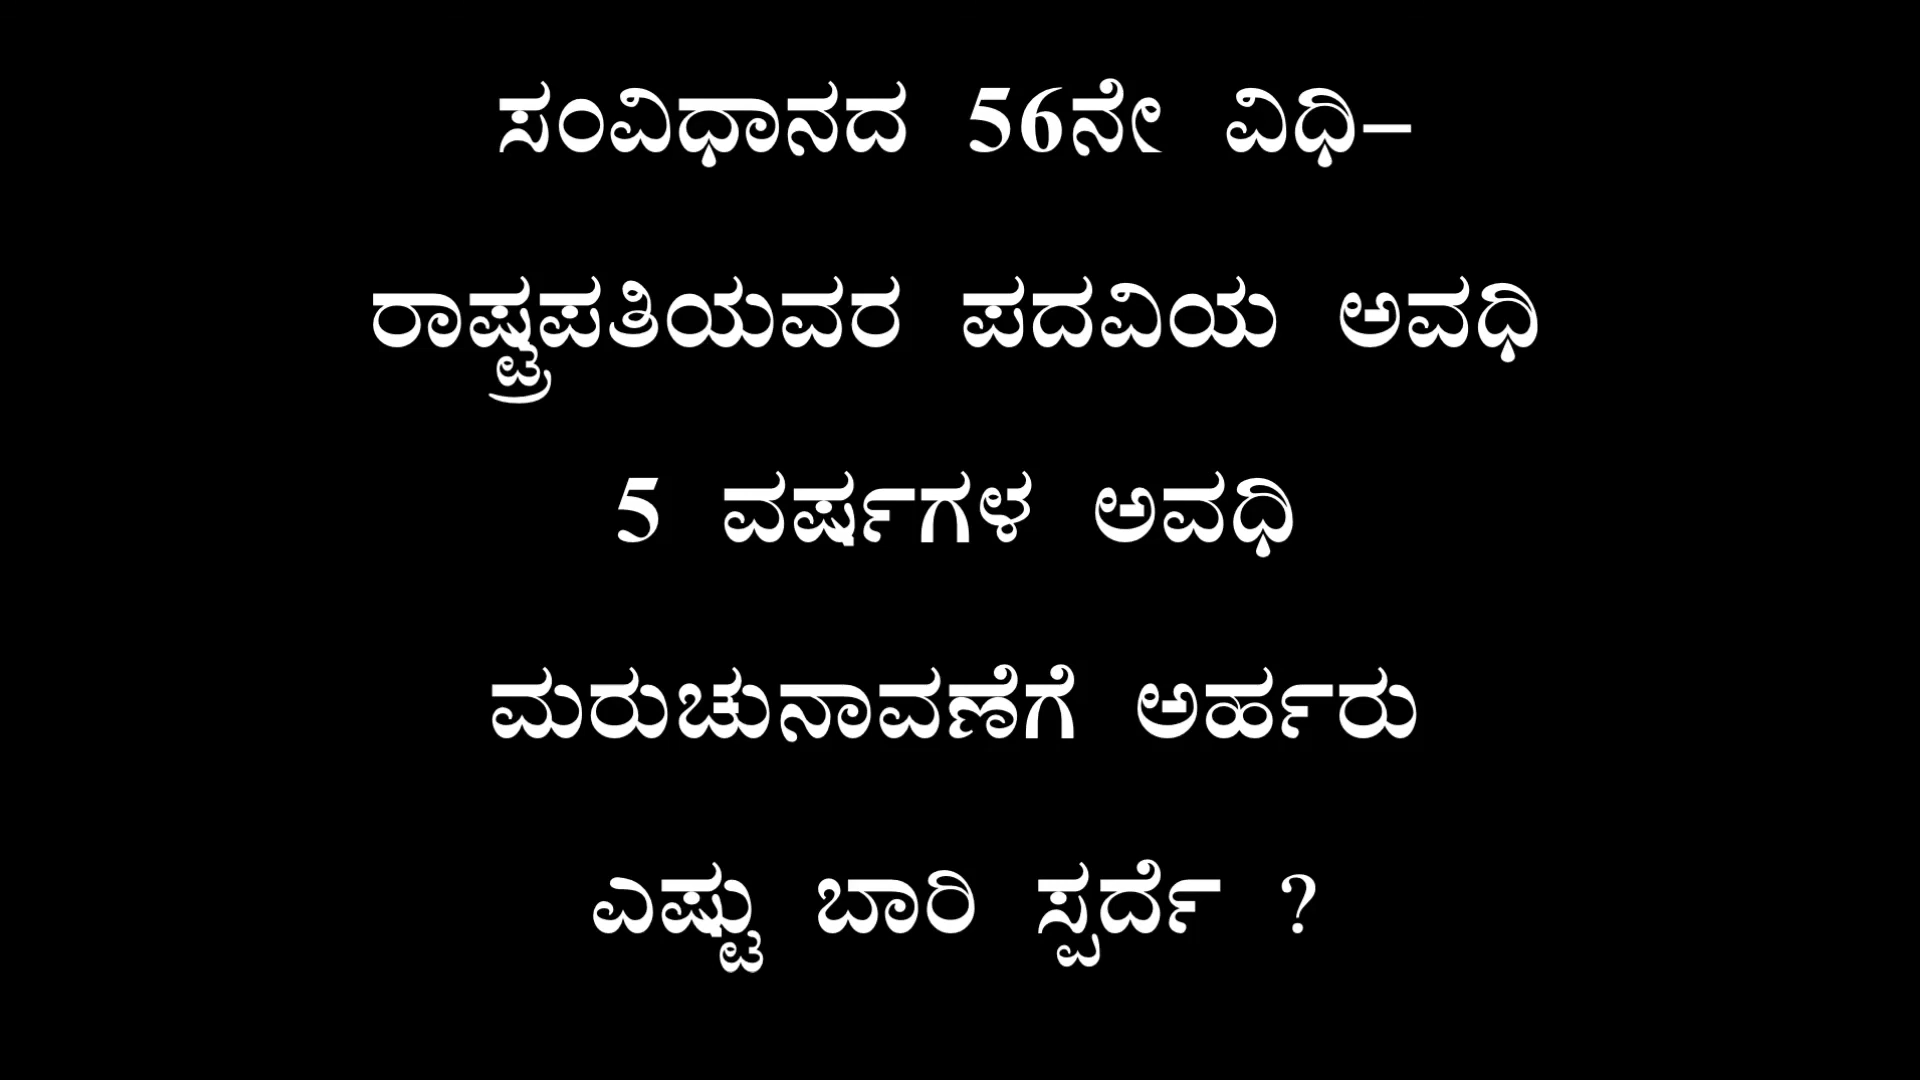 ಸಂವಿಧಾನದ 56ನೇ ವಿಧಿ–
ರಾಷ್ಟ್ರಪತಿಯವರ ಪದವಿಯ ಅವಧಿ
5 ವರ್ಷಗಳ ಅವಧಿ
ಮರುಚುನಾವಣೆಗೆ ಅರ್ಹರು
ಎಷ್ಟು ಬಾರಿ ಸ್ಪರ್ದೆ ?